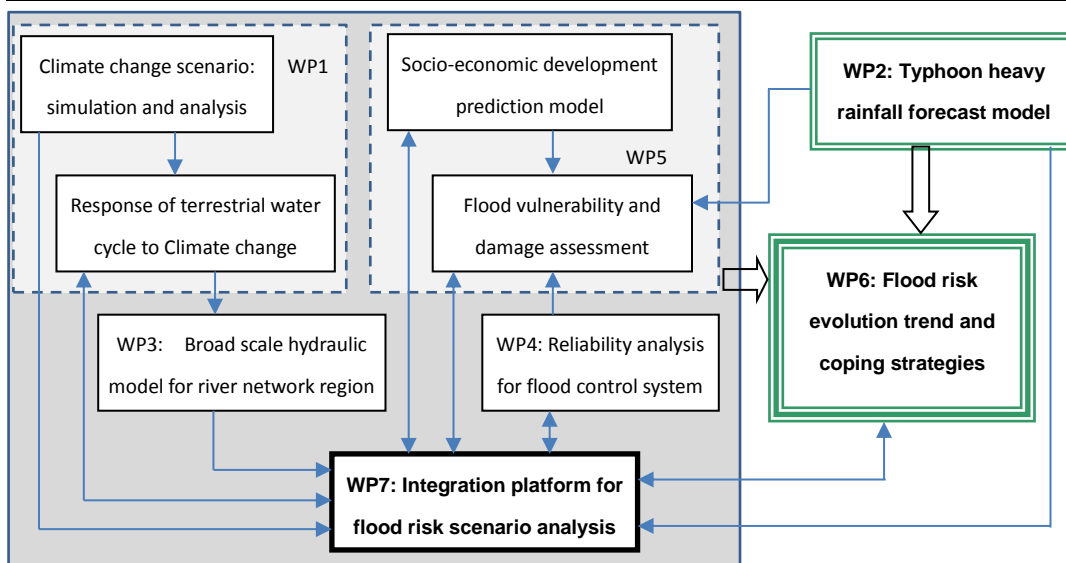 Climate change scenario:
simulation and analysis
WP1
Response of terrestrial water
cycle to Climate change
Socio-economic development
prediction model
WP5
Flood vulnerability and
damage assessment
WP2: Typhoon heavy
rainfall forecast model
WP6: Flood risk
evolution trend and
coping strategies
WP3: Broad scale hydraulic
model for river network region
WP4: Reliability analysis
for flood control system
WP7: Integration platform for
flood risk scenario analysis